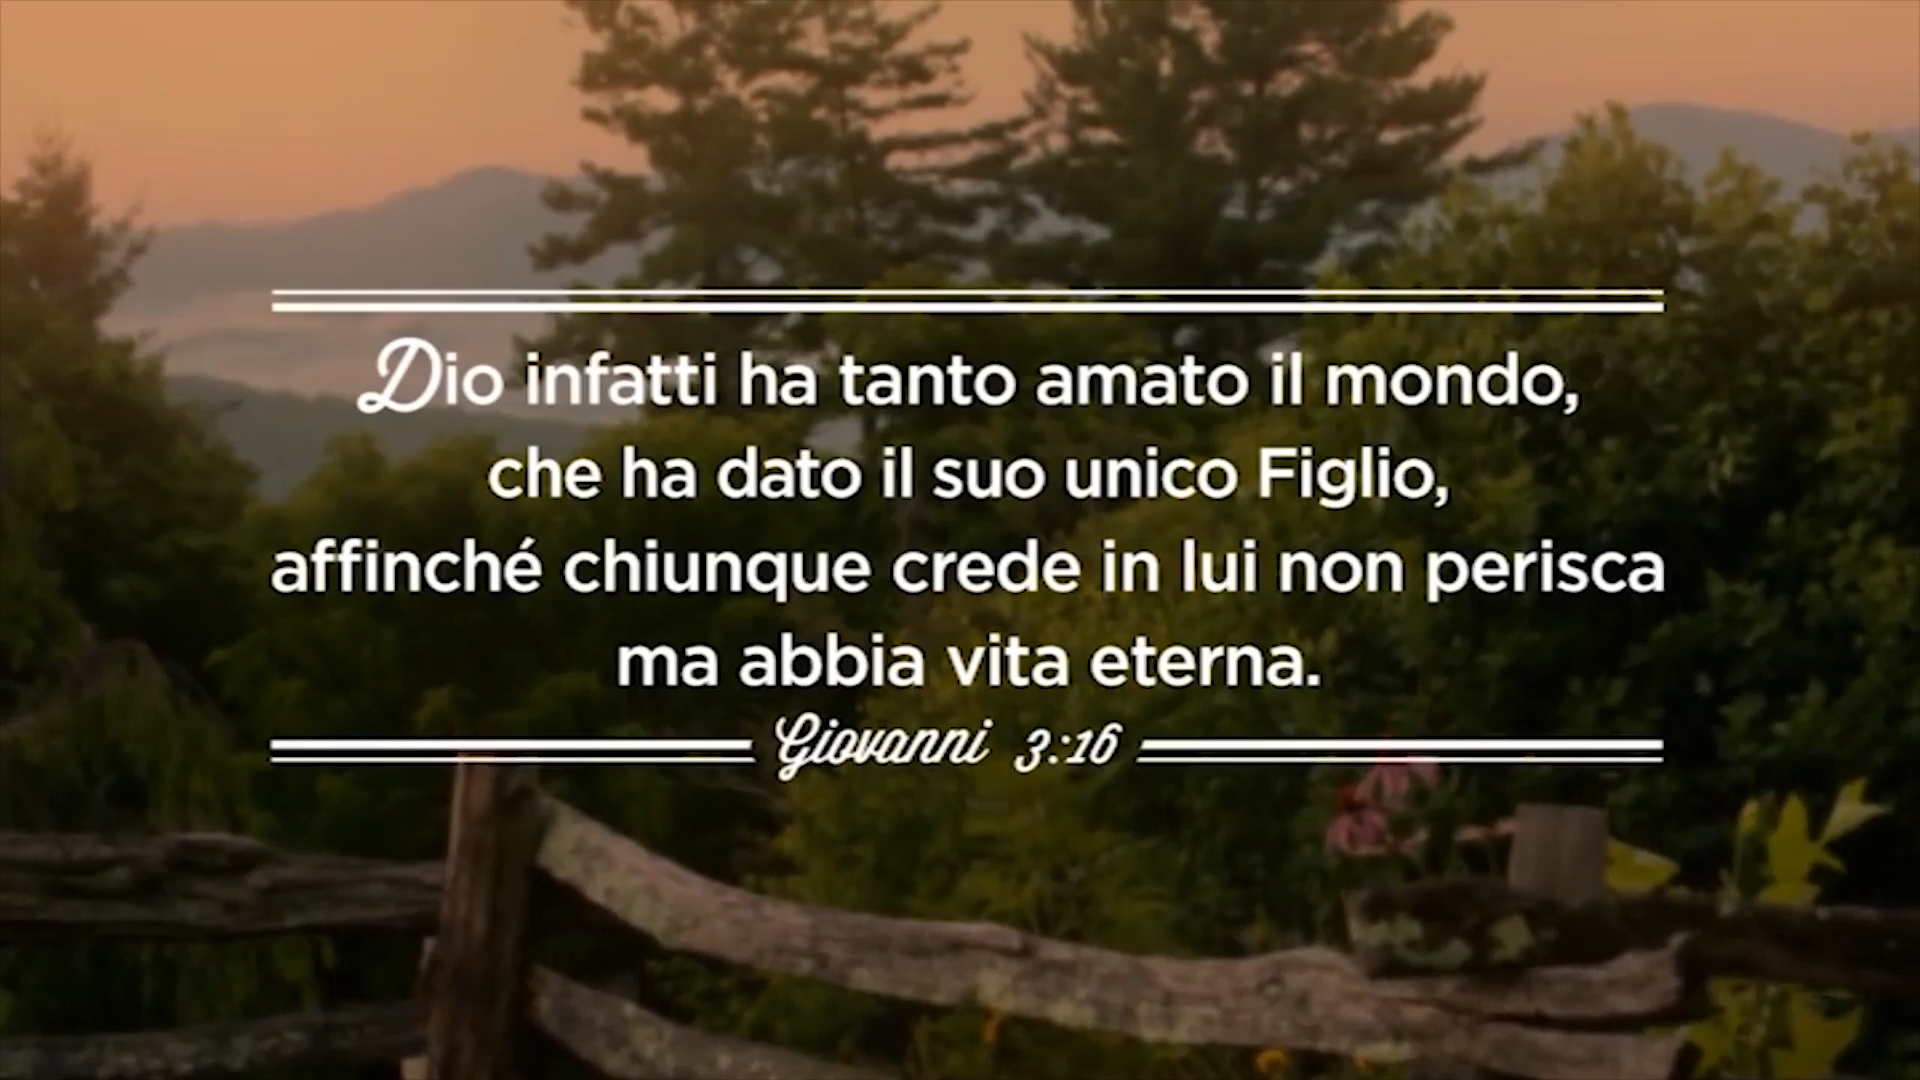 Dio infatti ha tanto amato il mondo,
che ha dato il suo unico Figlio,
affinché chiunque crede in lui non perisca
ma abbia vita eterna.
Giovanni 3:16